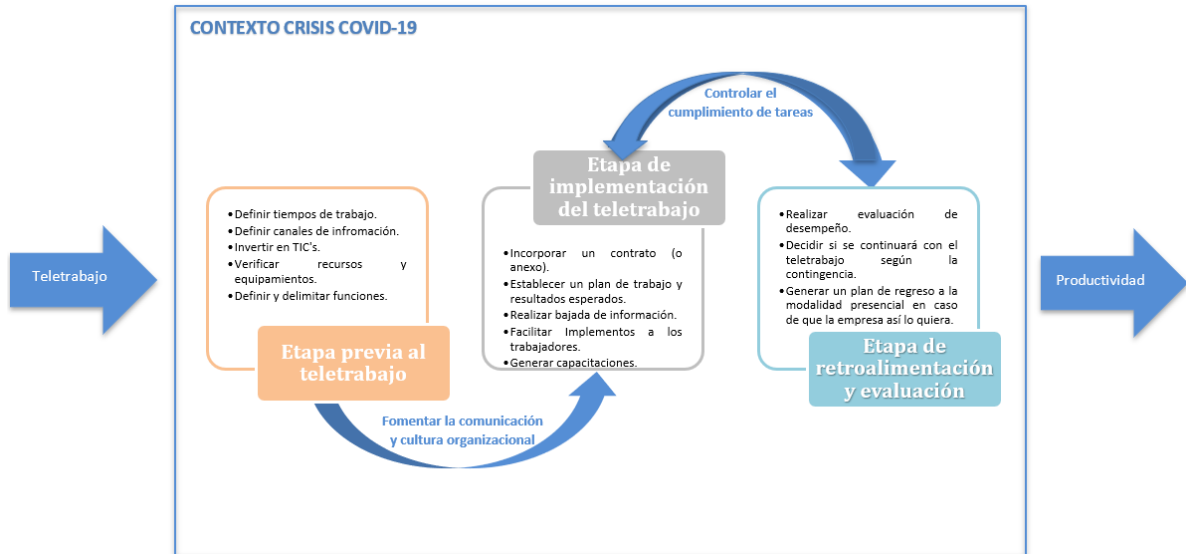 CONTEXTO CRISIS COVID-19
Controlar el
cumplimiento de tareas
Teletrabajo
•Definir tiempos de trabajo.
•Definir canales de infromación.
•Invertir en TIC's.
•Verificar recursos y
equipamientos.
•Definir y delimitar funciones.
Etapa previa al
teletrabajo
Fomentar la comunicación
y cultura organizacional
Etapa de
implementación
del teletrabajo
•Incorporar un contrato (o
anexo).
•Establecer un plan de trabajo y
resultados esperados.
•Realizar bajada de información.
•Facilitar Implementos a los
trabajadores.
•Generar capacitaciones.
•Realizar evaluación de
desempeño.
•Decidir si se continuará con el
teletrabajo según la
contingencia.
•Generar un plan de regreso a la
modalidad presencial en caso
de que la empresa así lo quiera.
Etapa de
retroalimentación
y evaluación
Productividad